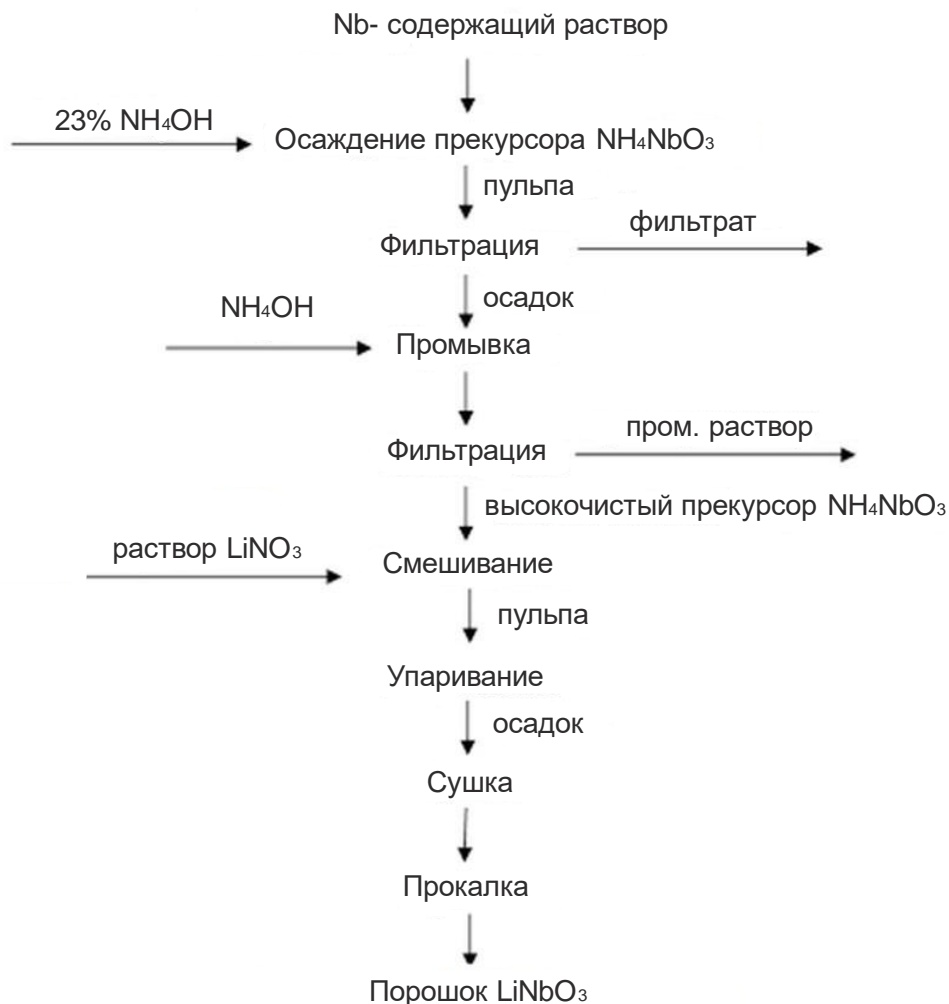 Nb- содержащий раствор
23% NH₄OH
Осаждение прекурсора NH₄NbO₃
пульпа
Фильтрация
фильтрат
осадок
NH₄OH
Промывка
Фильтрация
пром. раствор
высокочистый прекурсор NH₄NbO₃
раствор LiNO₃
Смешивание
пульпа
Упаривание
осадок
Сушка
Прокалка
Порошок LiNbO₃